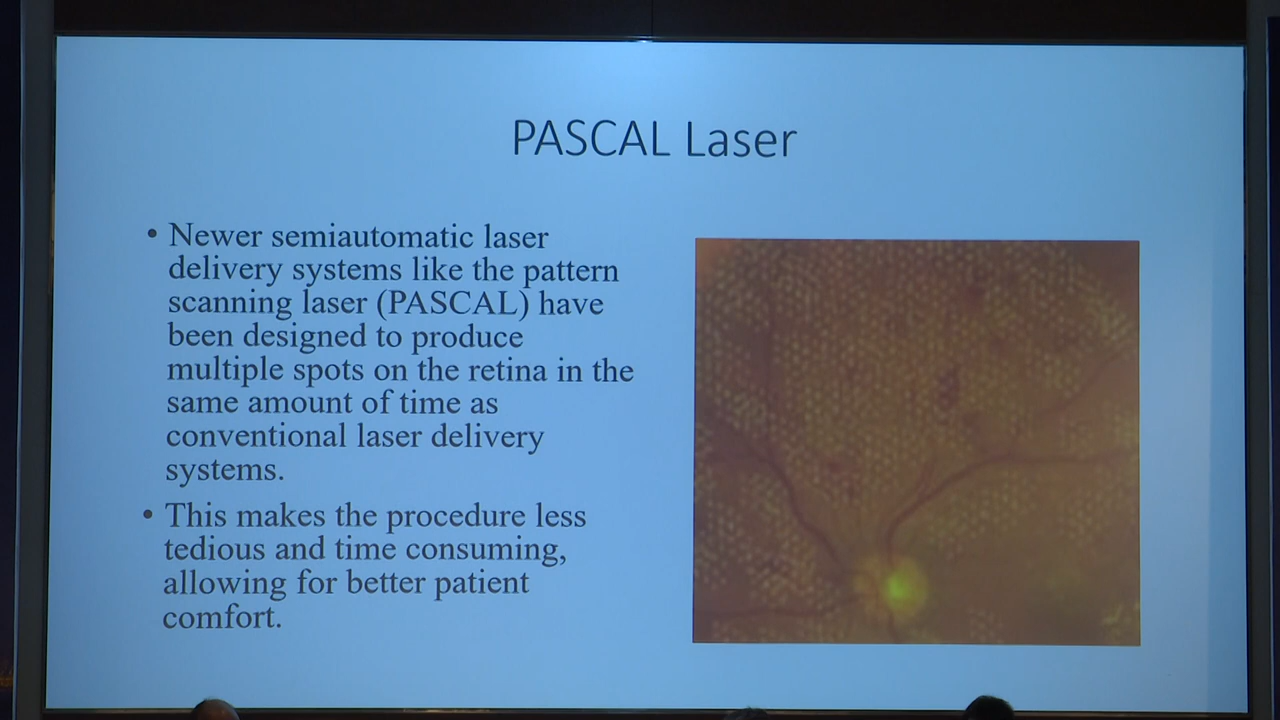 PASCAL Laser
• Newer semiautomatic laser
delivery systems like the pattern
scanning laser (PASCAL) have
been designed to produce
multiple spots on the retina in the
same amount of time as
conventional laser delivery
systems.
• This makes the procedure less
tedious and time consuming,
allowing for better patient
comfort.